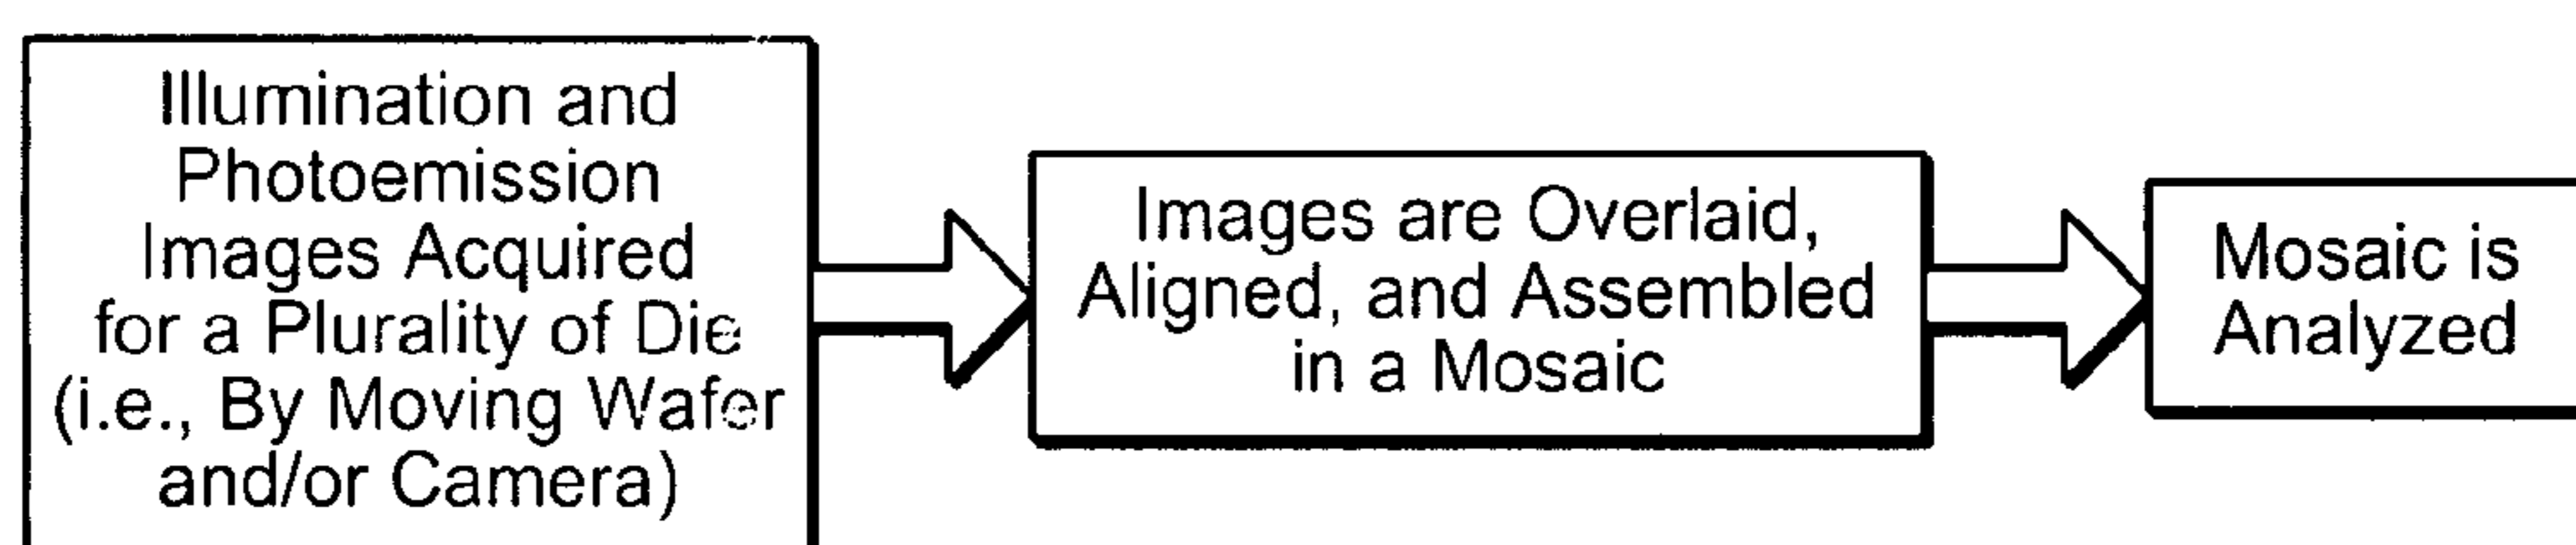 Illumination and
Photoemission
Images Acquired
for a Plurality of Die
(i.e., By Moving Wafer
and/or Camera)
Images are Overlaid,
Aligned, and Assembled
in a Mosaic
Mosaic is
Analyzed